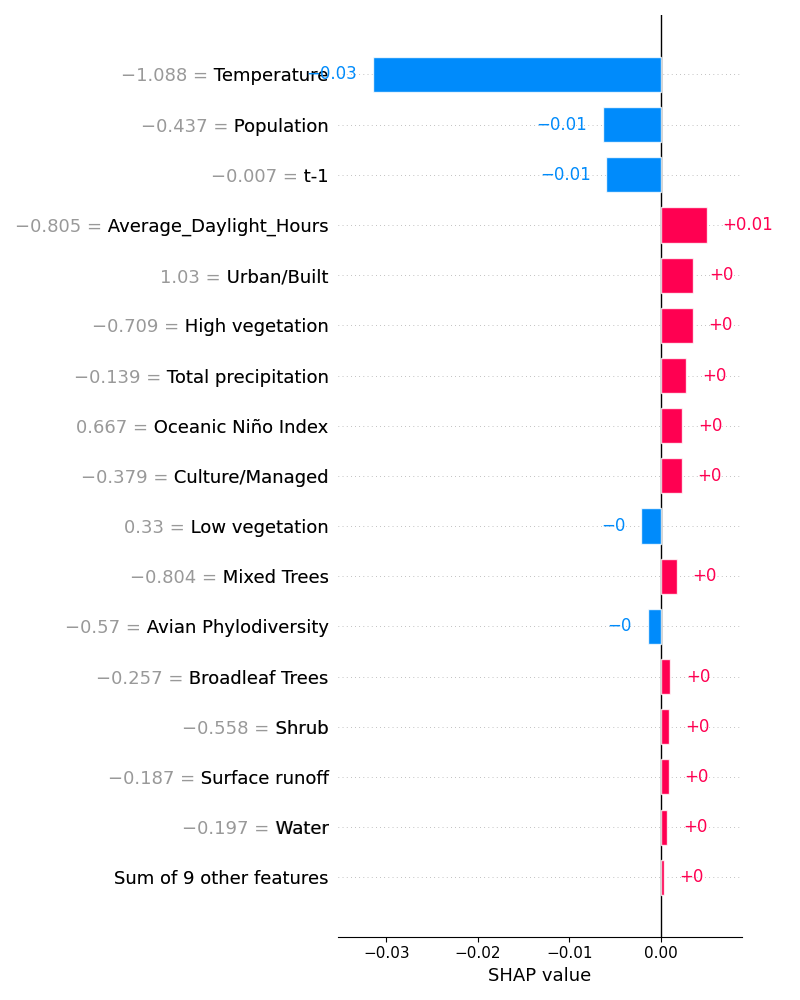 −1.088 = Temperature −0.03
−0.437 = Population −0.01
−0.007 = t-1 −0.01
−0.805 = Average_Daylight_Hours +0.01
1.03 = Urban/Built +0
−0.709 = High vegetation +0
−0.139 = Total precipitation +0
0.667 = Oceanic Niño Index +0
−0.379 = Culture/Managed +0
0.33 = Low vegetation −0
−0.804 = Mixed Trees +0
−0.57 = Avian Phylodiversity −0
−0.257 = Broadleaf Trees +0
−0.558 = Shrub +0
−0.187 = Surface runoff +0
−0.197 = Water +0
Sum of 9 other features +0
−0.03 −0.02 −0.01 0.00
SHAP value